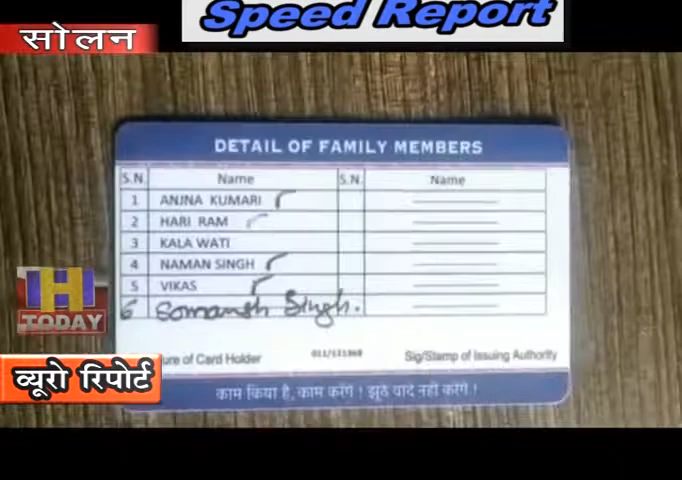 Speed Report
सोलन
DETAIL OF FAMILY MEMBERS
S.N. Name S.N. Name
1 ANJNA KUMARI
2 HARI RAM
3 KALA WATI
4 NAMAN SINGH
5 VIKAS
6 Somansh Singh.
H
TODAY
व्यूरो रिपोर्ट
ure of Card Holder 011/131868 Sig/Stamp of Issuing Authority
काम किया है, काम करेंगे ! झूठे वादे नहीं करेंगे !